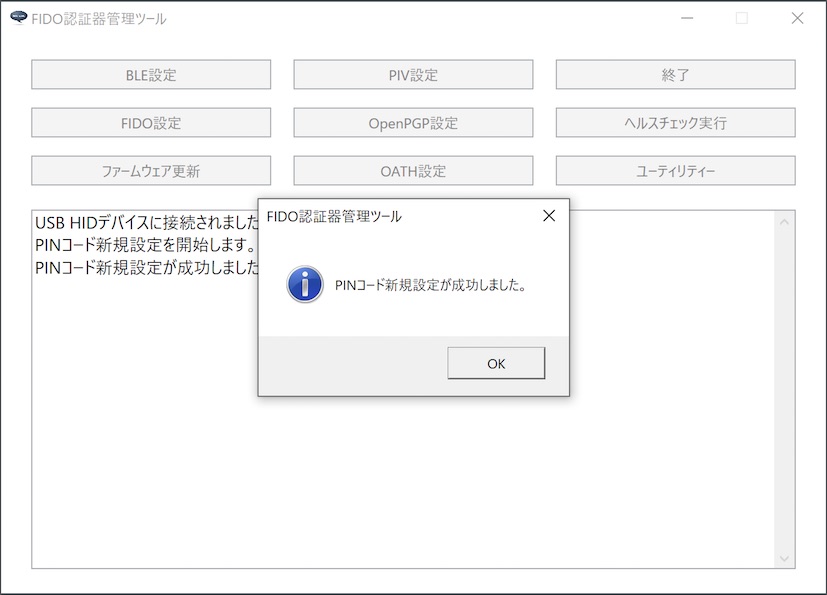 FIDO認証器管理ツール
BLE設定
PIV設定
終了
FIDO設定
OpenPGP設定
ヘルスチェック実行
ファームウェア更新
OATH設定
ユーティリティー
USB HIDデバイスに接続されました
PINコード新規設定を開始します。
PINコード新規設定が成功しました
FIDO認証器管理ツール
PINコード新規設定が成功しました。
OK